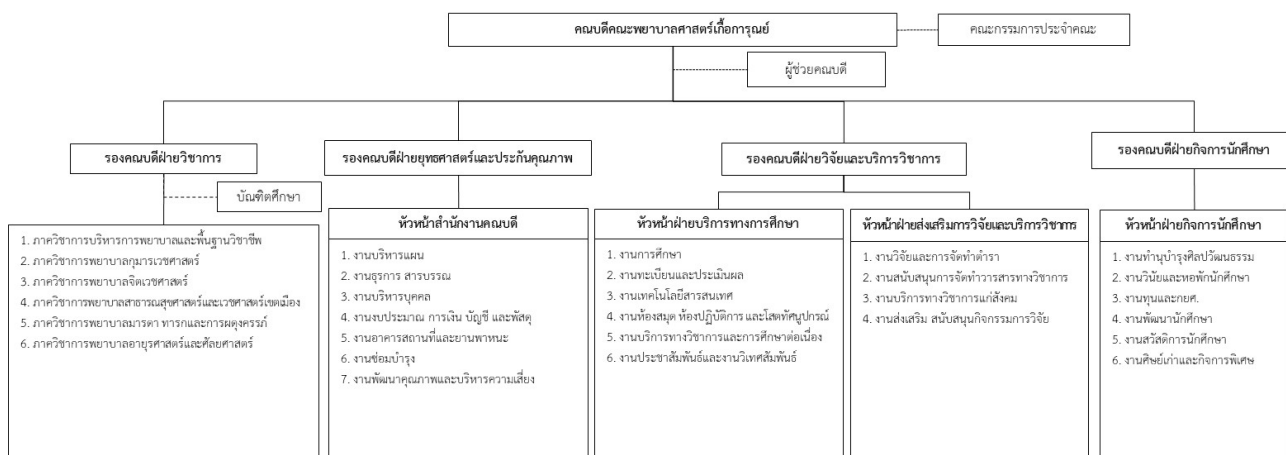 คณบดีคณะพยาบาลศาสตร์เกื้อการุณย์
คณะกรรมการประจำคณะ
ผู้ช่วยคณบดี
รองคณบดีฝ่ายวิชาการ
รองคณบดีฝ่ายยุทธศาสตร์และประกันคุณภาพ
รองคณบดีฝ่ายวิจัยและบริการวิชาการ
รองคณบดีฝ่ายกิจการนักศึกษา
บัณฑิตศึกษา
1. ภาควิชาการบริหารการพยาบาลและพื้นฐานวิชาชีพ
2. ภาควิชาการพยาบาลกุมารเวชศาสตร์
3. ภาควิชาการพยาบาลจิตเวชศาสตร์
4. ภาควิชาการพยาบาลสาธารณสุขศาสตร์และเวชศาสตร์เขตเมือง
5. ภาควิชาการพยาบาลมารดา ทารกและการผดุงครรภ์
6. ภาควิชาการพยาบาลอายุรศาสตร์และศัลยศาสตร์
หัวหน้าสำนักงานคณบดี
1. งานบริหารแผน
2. งานธุรการ สารบรรณ
3. งานบริหารบุคคล
4. งานงบประมาณ การเงิน บัญชี และพัสดุ
5. งานอาคารสถานที่และยานพาหนะ
6. งานซ่อมบำรุง
7. งานพัฒนาคุณภาพและบริหารความเสี่ยง
หัวหน้าฝ่ายบริการทางการศึกษา
1. งานการศึกษา
2. งานทะเบียนและประเมินผล
3. งานเทคโนโลยีสารสนเทศ
4. งานห้องสมุด ห้องปฏิบัติการ และโสตทัศนูปกรณ์
5. งานบริการทางวิชาการและการศึกษาต่อเนื่อง
6. งานประชาสัมพันธ์และงานวิเทศสัมพันธ์
หัวหน้าฝ่ายส่งเสริมการวิจัยและบริการวิชาการ
1. งานวิจัยและการจัดทำตำรา
2. งานสนับสนุนการจัดทำวารสารทางวิชาการ
3. งานบริการทางวิชาการแก่สังคม
4. งานส่งเสริม สนับสนุนกิจกรรมการวิจัย
หัวหน้าฝ่ายกิจการนักศึกษา
1. งานทำนุบำรุงศิลปวัฒนธรรม
2. งานวินัยและหอพักนักศึกษา
3. งานทุนและกยศ.
4. งานพัฒนานักศึกษา
5. งานสวัสดิการนักศึกษา
6. งานศิษย์เก่าและกิจการพิเศษ